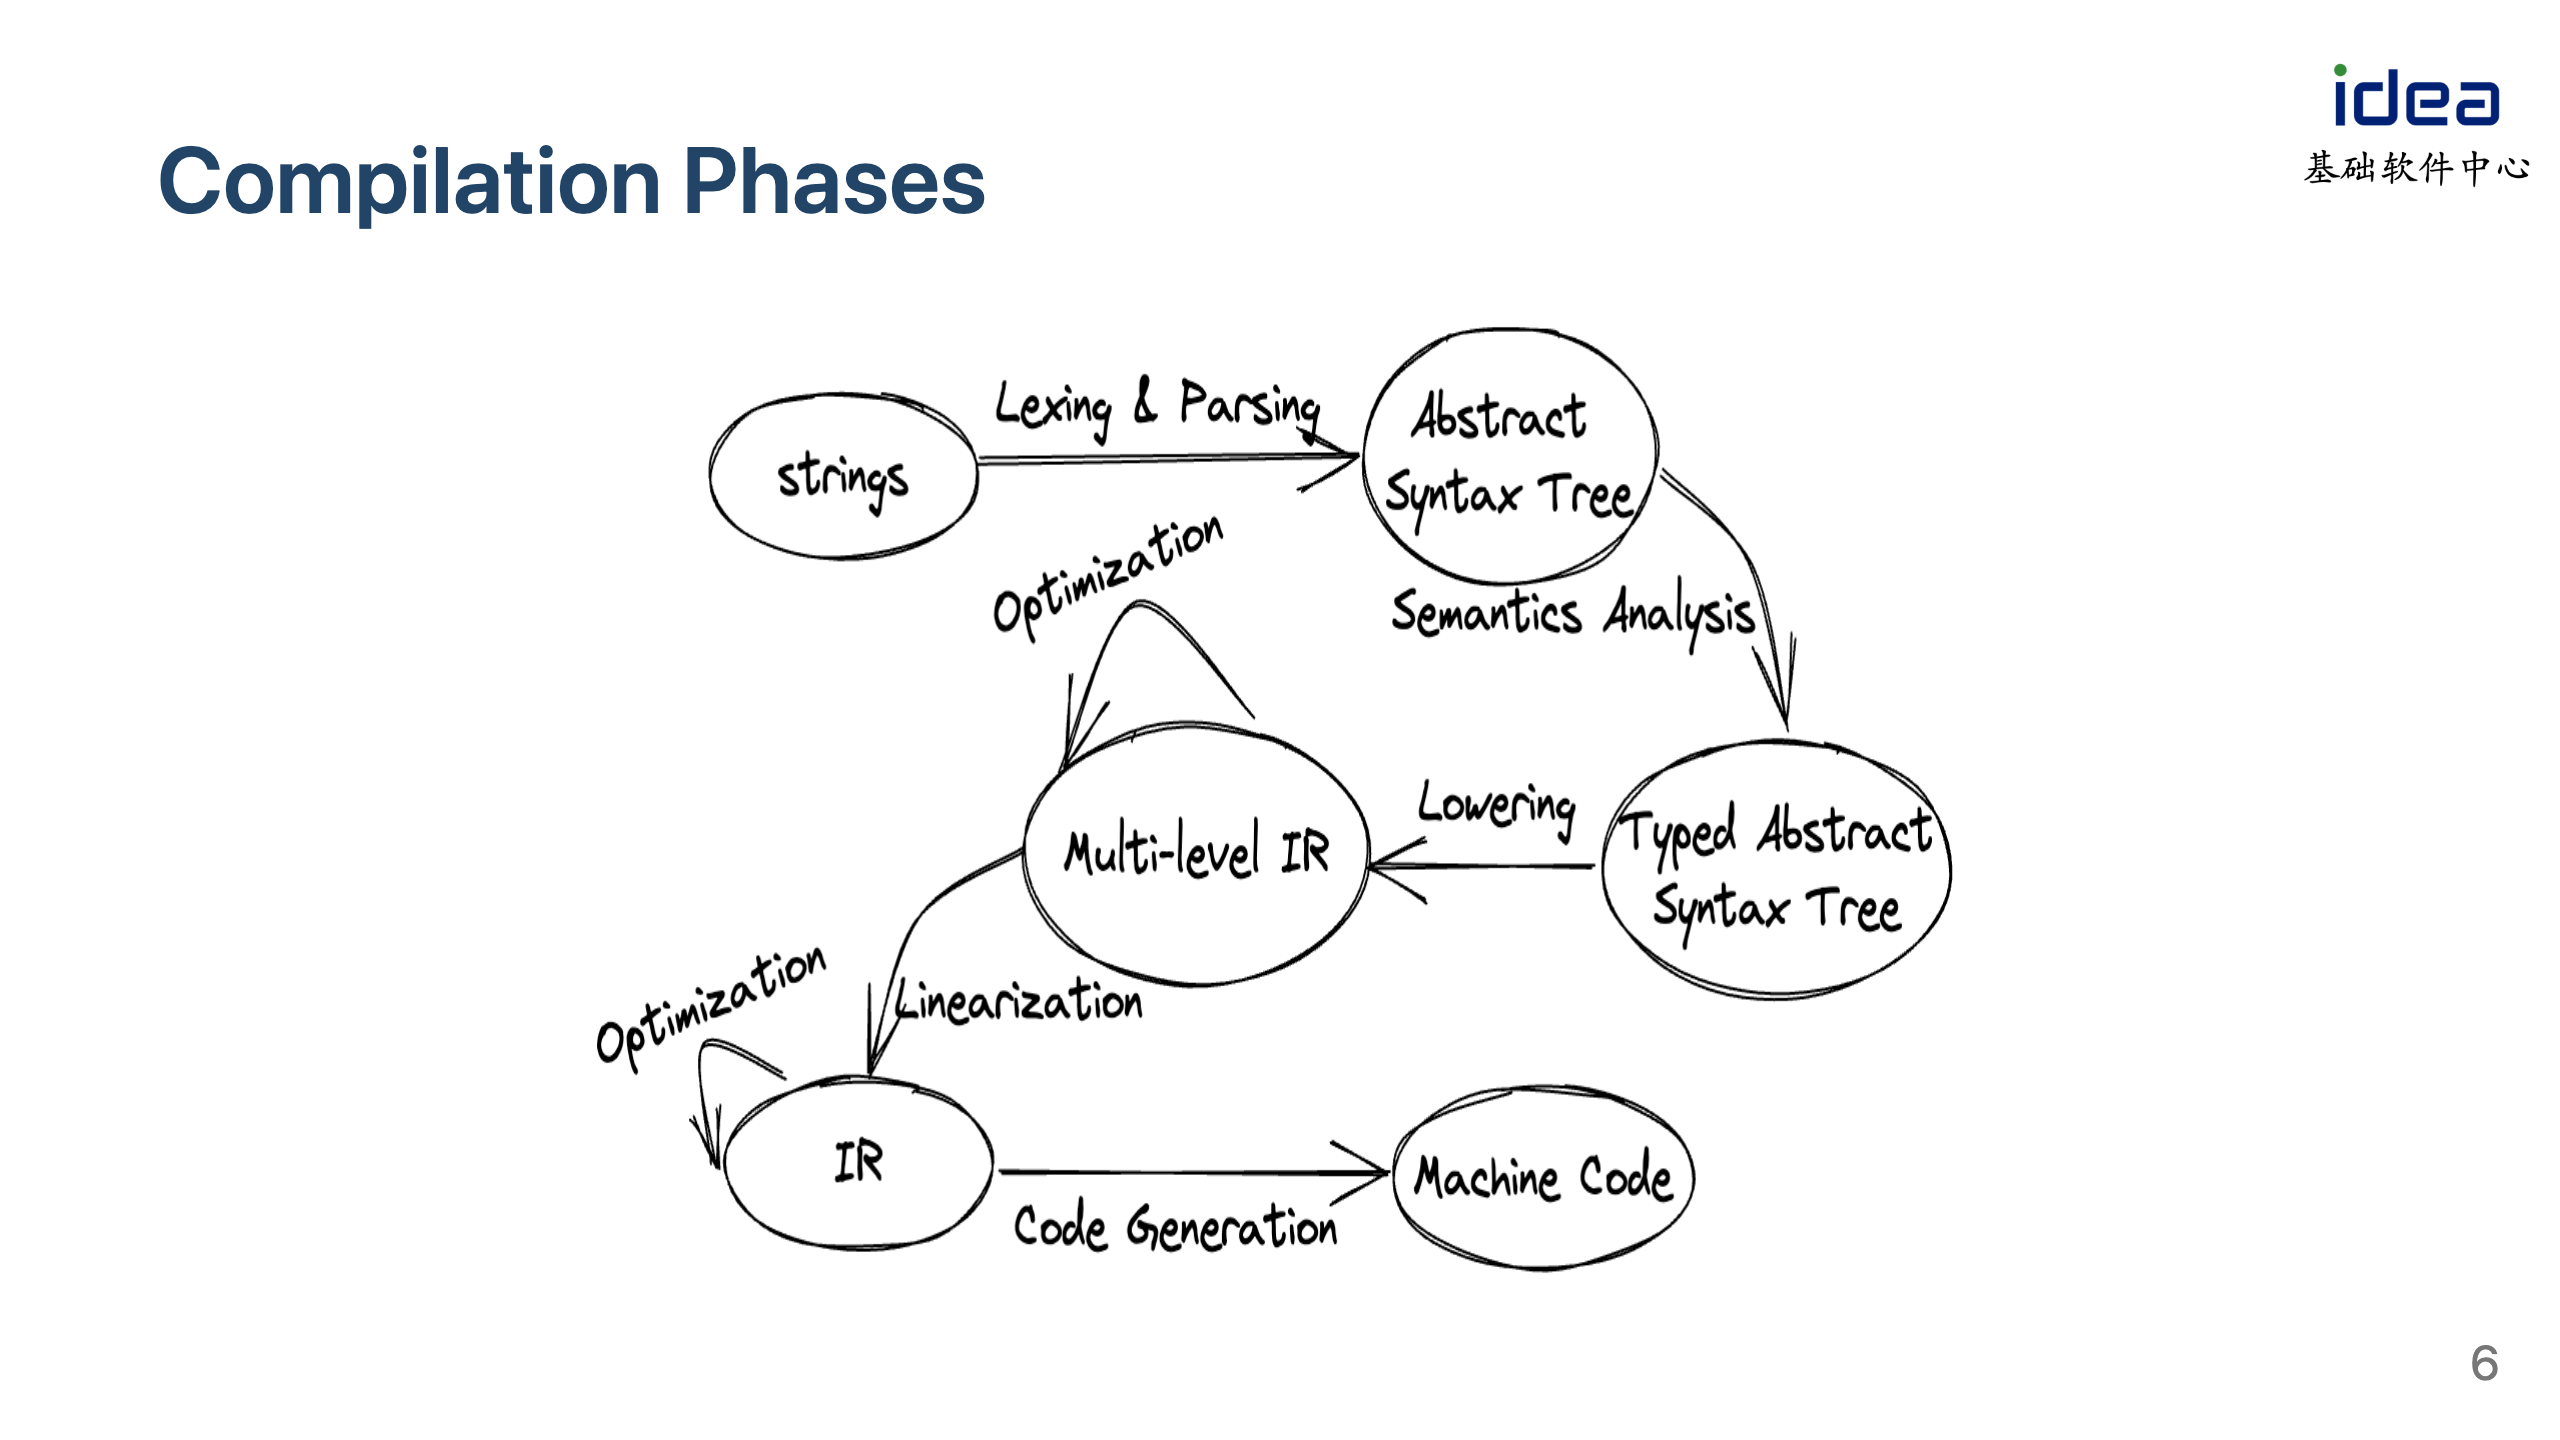 idea
基础软件中心
Compilation Phases
Lexing & Parsing
strings
Abstract
Syntax Tree
Optimization
Semantics Analysis
Lowering
Multi-level IR
Typed Abstract
Syntax Tree
Optimization
Linearization
IR
Machine Code
Code Generation
6